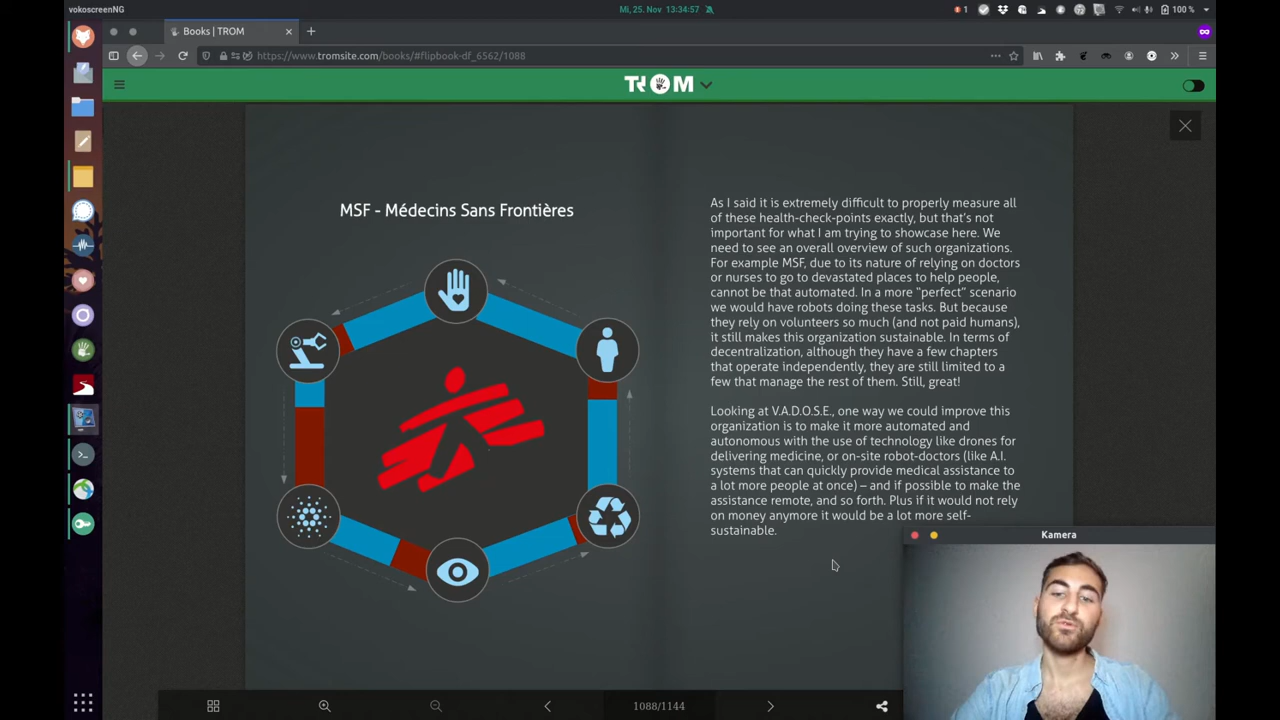 vokoscreenNG
Mi, 25. Nov 13:34:57
1
100 %
Books | TROM
https://www.tromsite.com/books/#flipbook-df_6562/1088
TROM
MSF - Médecins Sans Frontières
As I said it is extremely difficult to properly measure all
of these health-check-points exactly, but that's not
important for what I am trying to showcase here. We
need to see an overall overview of such organizations.
For example MSF, due to its nature of relying on doctors
or nurses to go to devastated places to help people,
cannot be that automated. In a more "perfect" scenario
we would have robots doing these tasks. But because
they rely on volunteers so much (and not paid humans),
it still makes this organization sustainable. In terms of
decentralization, although they have a few chapters
that operate independently, they are still limited to a
few that manage the rest of them. Still, great!
Looking at V.A.D.O.S.E., one way we could improve this
organization is to make it more automated and
autonomous with the use of technology like drones for
delivering medicine, or on-site robot-doctors (like A.I.
systems that can quickly provide medical assistance to
a lot more people at once) – and if possible to make the
assistance remote, and so forth. Plus if it would not rely
on money anymore it would be a lot more self-
sustainable.
Kamera
1088/1144